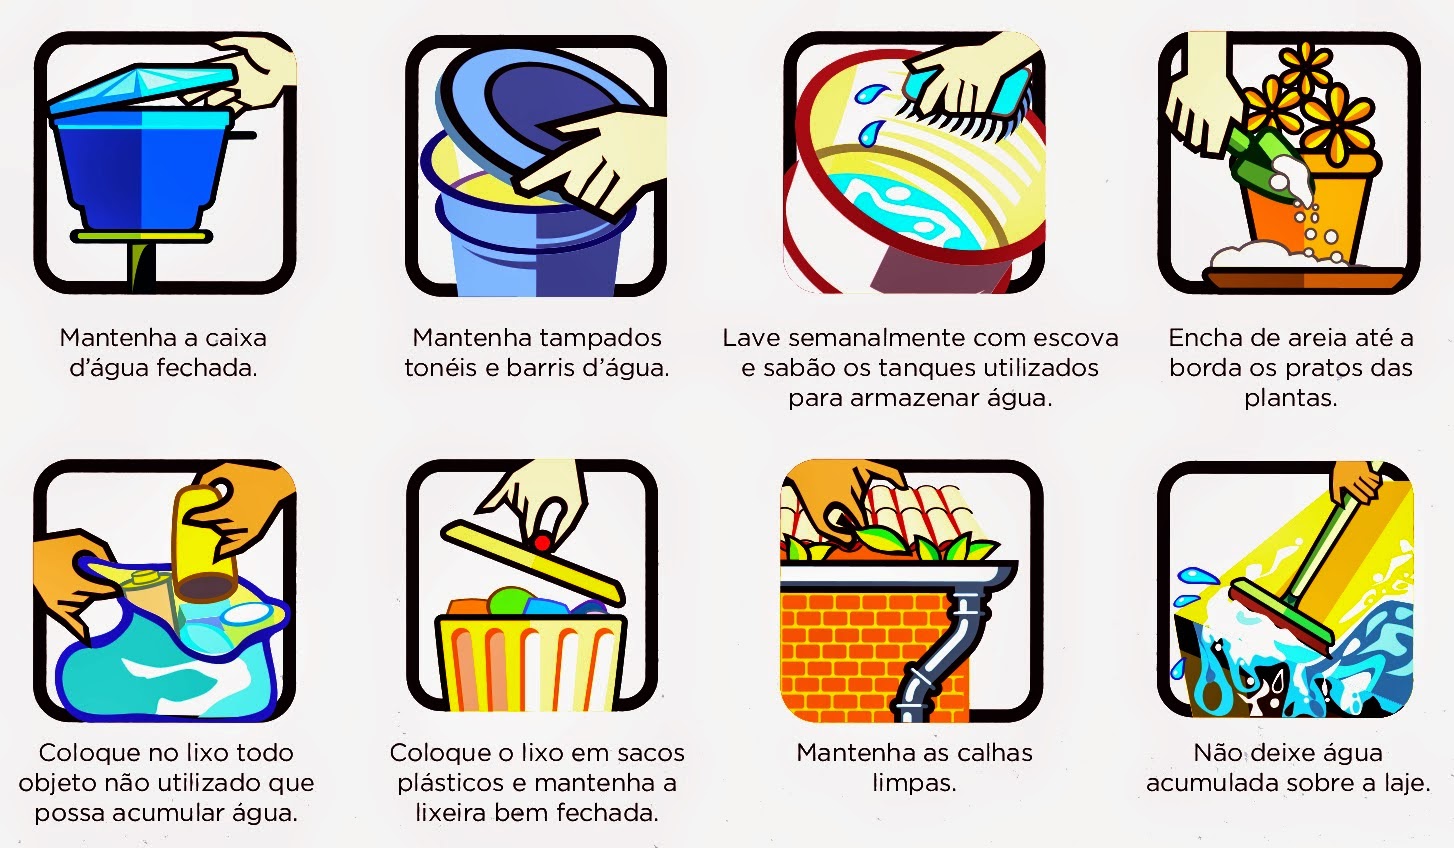 Mantenha a caixa
d'água fechada.
Mantenha tampados
tonéis e barris d'água.
Lave semanalmente com escova
e sabão os tanques utilizados
para armazenar água.
Encha de areia até a
borda os pratos das
plantas.
Coloque no lixo todo
objeto não utilizado que
possa acumular água.
Coloque o lixo em sacos
plásticos e mantenha a
lixeira bem fechada.
Mantenha as calhas
limpas.
Não deixe água
acumulada sobre a laje.